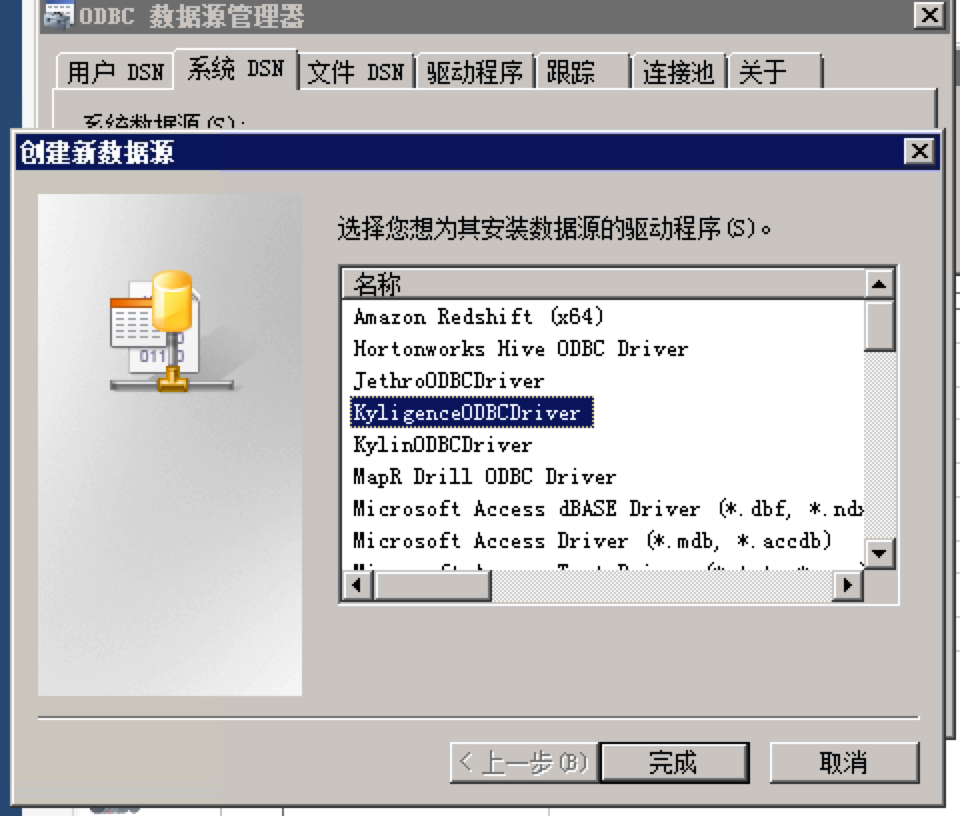 ODBC 数据源管理器
用户 DSN 系统 DSN 文件 DSN 驱动程序 跟踪 连接池 关于
系统数据源(S):
创建新数据源
选择您想为其安装数据源的驱动程序(S)。
名称
Amazon Redshift (x64)
Hortonworks Hive ODBC Driver
JethroODBCDriver
KyligenceODBCDriver
KylinODBCDriver
MapR Drill ODBC Driver
Microsoft Access dBASE Driver (*.dbf, *.ndx
Microsoft Access Driver (*.mdb, *.accdb)
< 上一步(B) 完成 取消